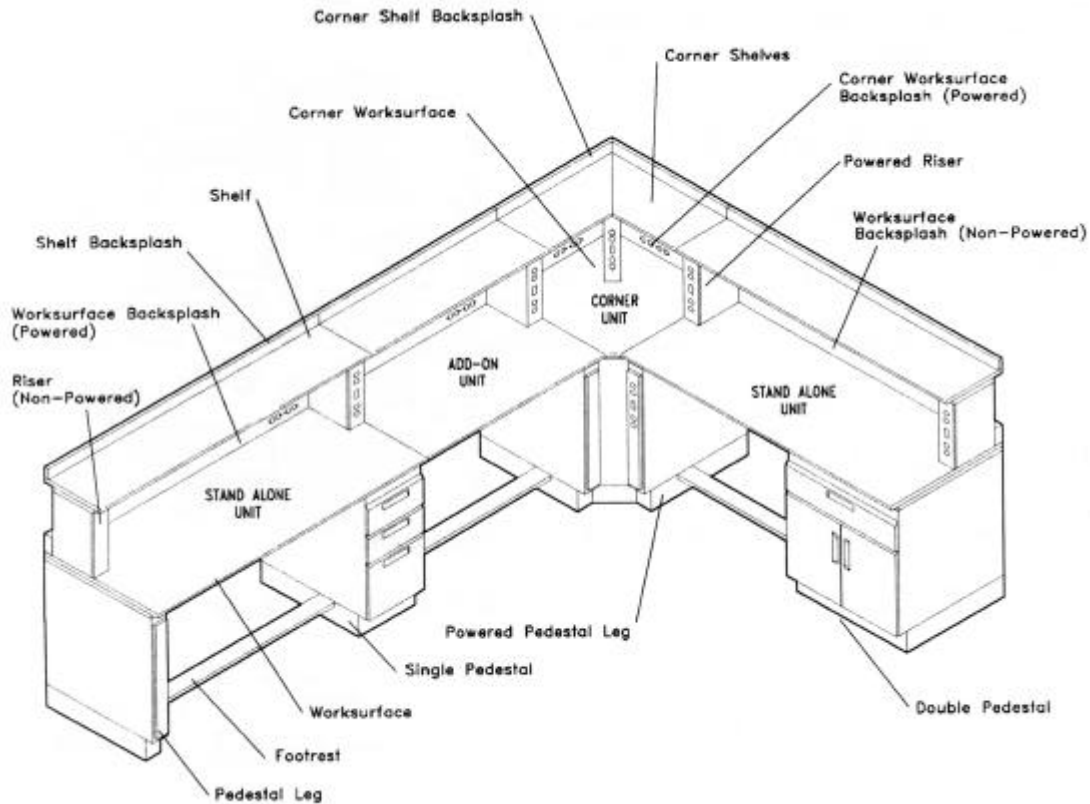 Corner Shelf Backsplash
Corner Shelves
Corner Worksurface
Backsplash (Powered)
Corner Worksurface
Powered Riser
Shelf
Worksurface
Backsplash (Non-Powered)
Shelf Backsplash
Worksurface Backsplash
(Powered)
Riser
(Non-Powered)
CORNER
UNIT
ADD-ON
UNIT
STAND ALONE
UNIT
STAND ALONE
UNIT
Powered Pedestal Leg
Single Pedestal
Double Pedestal
Worksurface
Footrest
Pedestal Leg